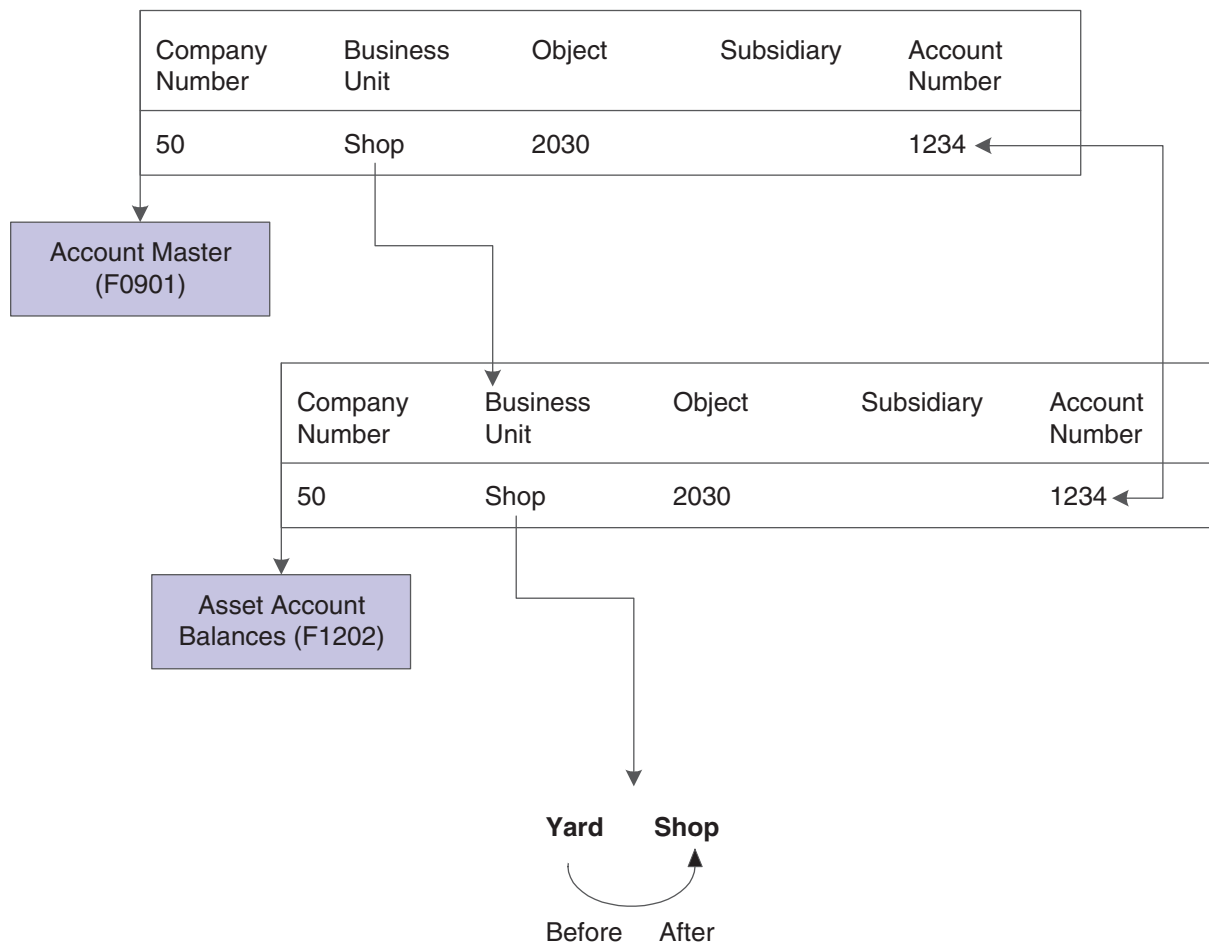 Company Number Business Unit Object Subsidiary Account Number
50 Shop 2030 1234
Account Master
(F0901)
Company Number Business Unit Object Subsidiary Account Number
50 Shop 2030 1234
Asset Account
Balances (F1202)
Yard Shop
Before After